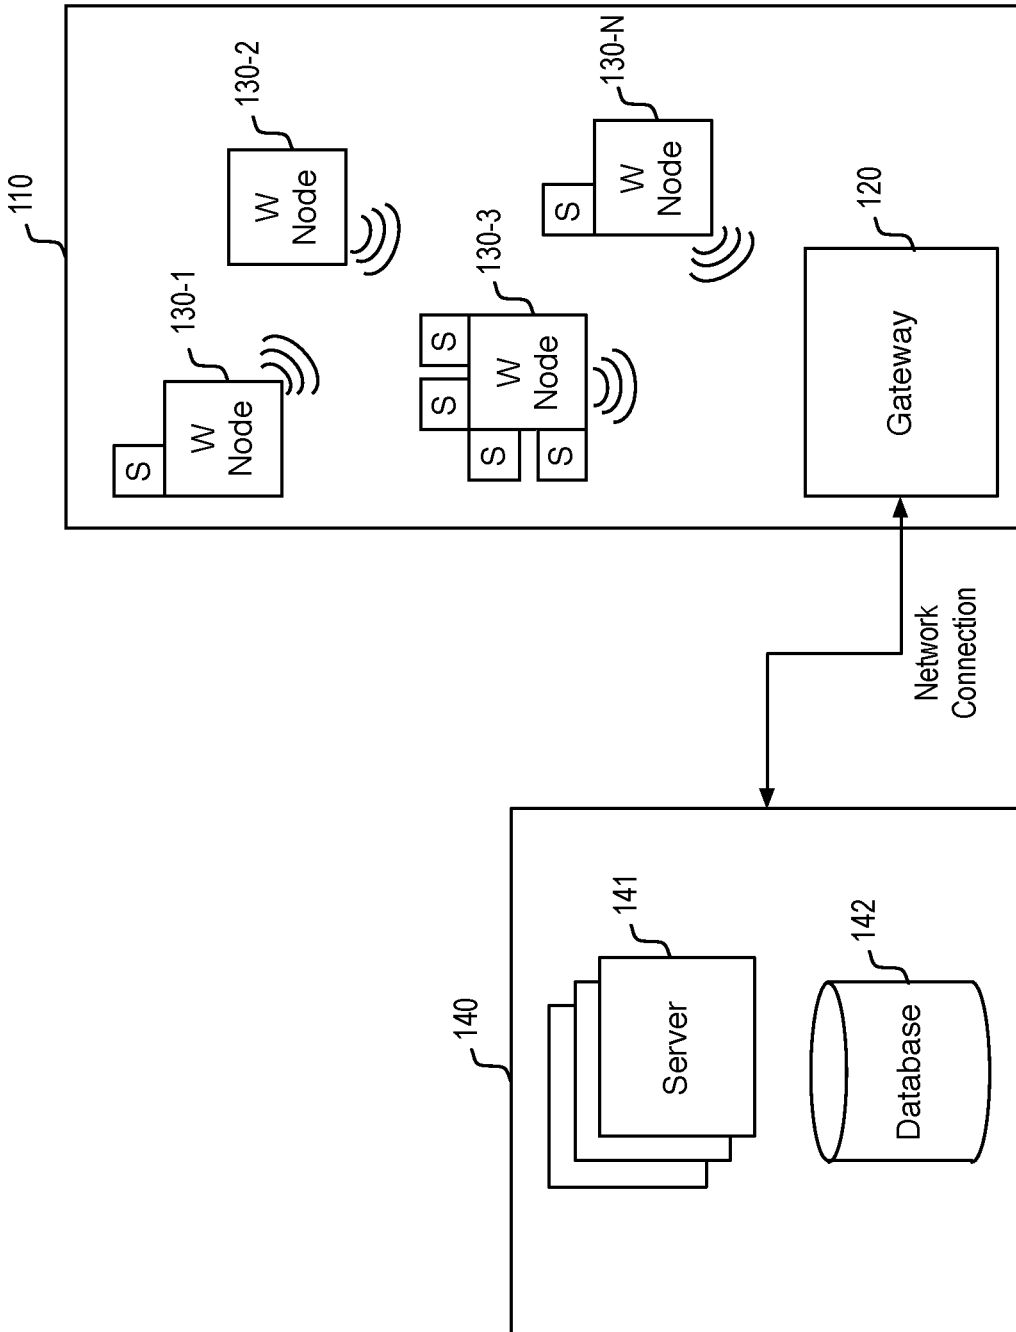 110
S
W
Node
130-1
W
Node
130-2
S
S
S
S
W
Node
130-3
S
W
Node
130-N
Gateway
120
Network
Connection
140
Server
141
Database
142